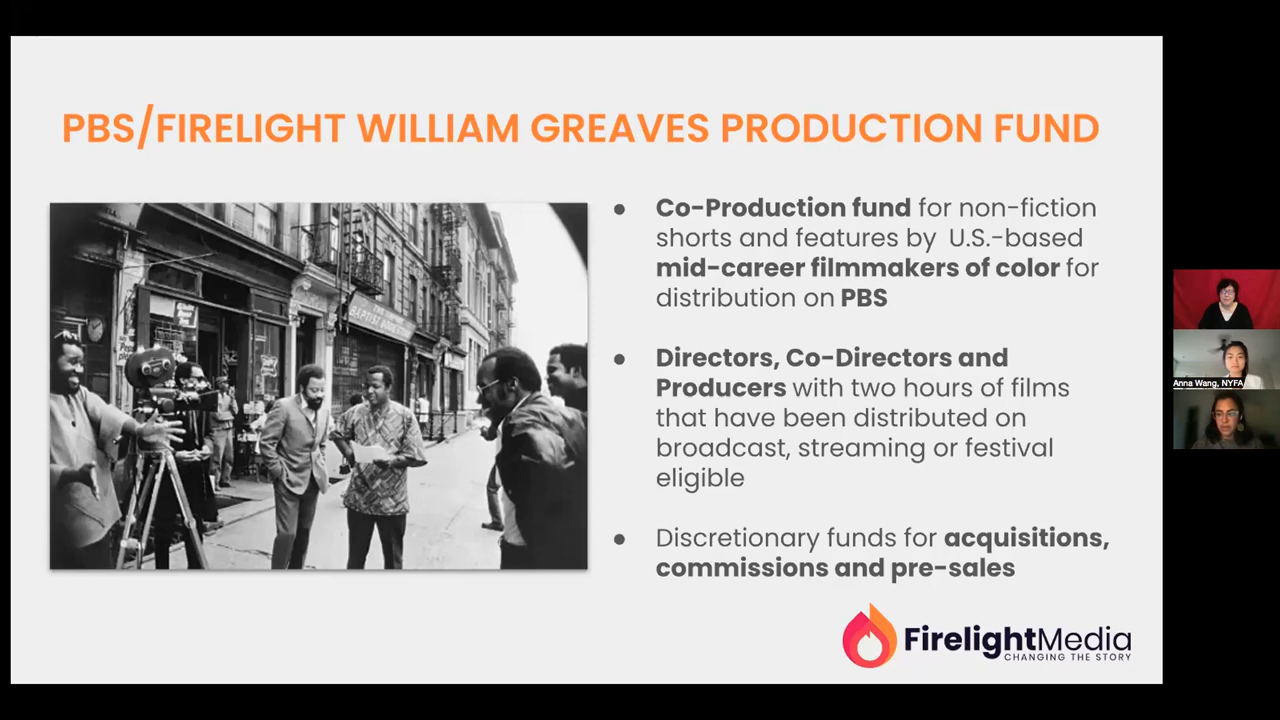 PBS/FIRELIGHT WILLIAM GREAVES PRODUCTION FUND
● Co-Production fund for non-fiction
shorts and features by U.S.-based
mid-career filmmakers of color for
distribution on PBS
● Directors, Co-Directors and
Producers with two hours of films
that have been distributed on
broadcast, streaming or festival
eligible
● Discretionary funds for acquisitions,
commissions and pre-sales
FirelightMedia
CHANGING THE STORY
BAPTIST
Anna Wang, NYFA